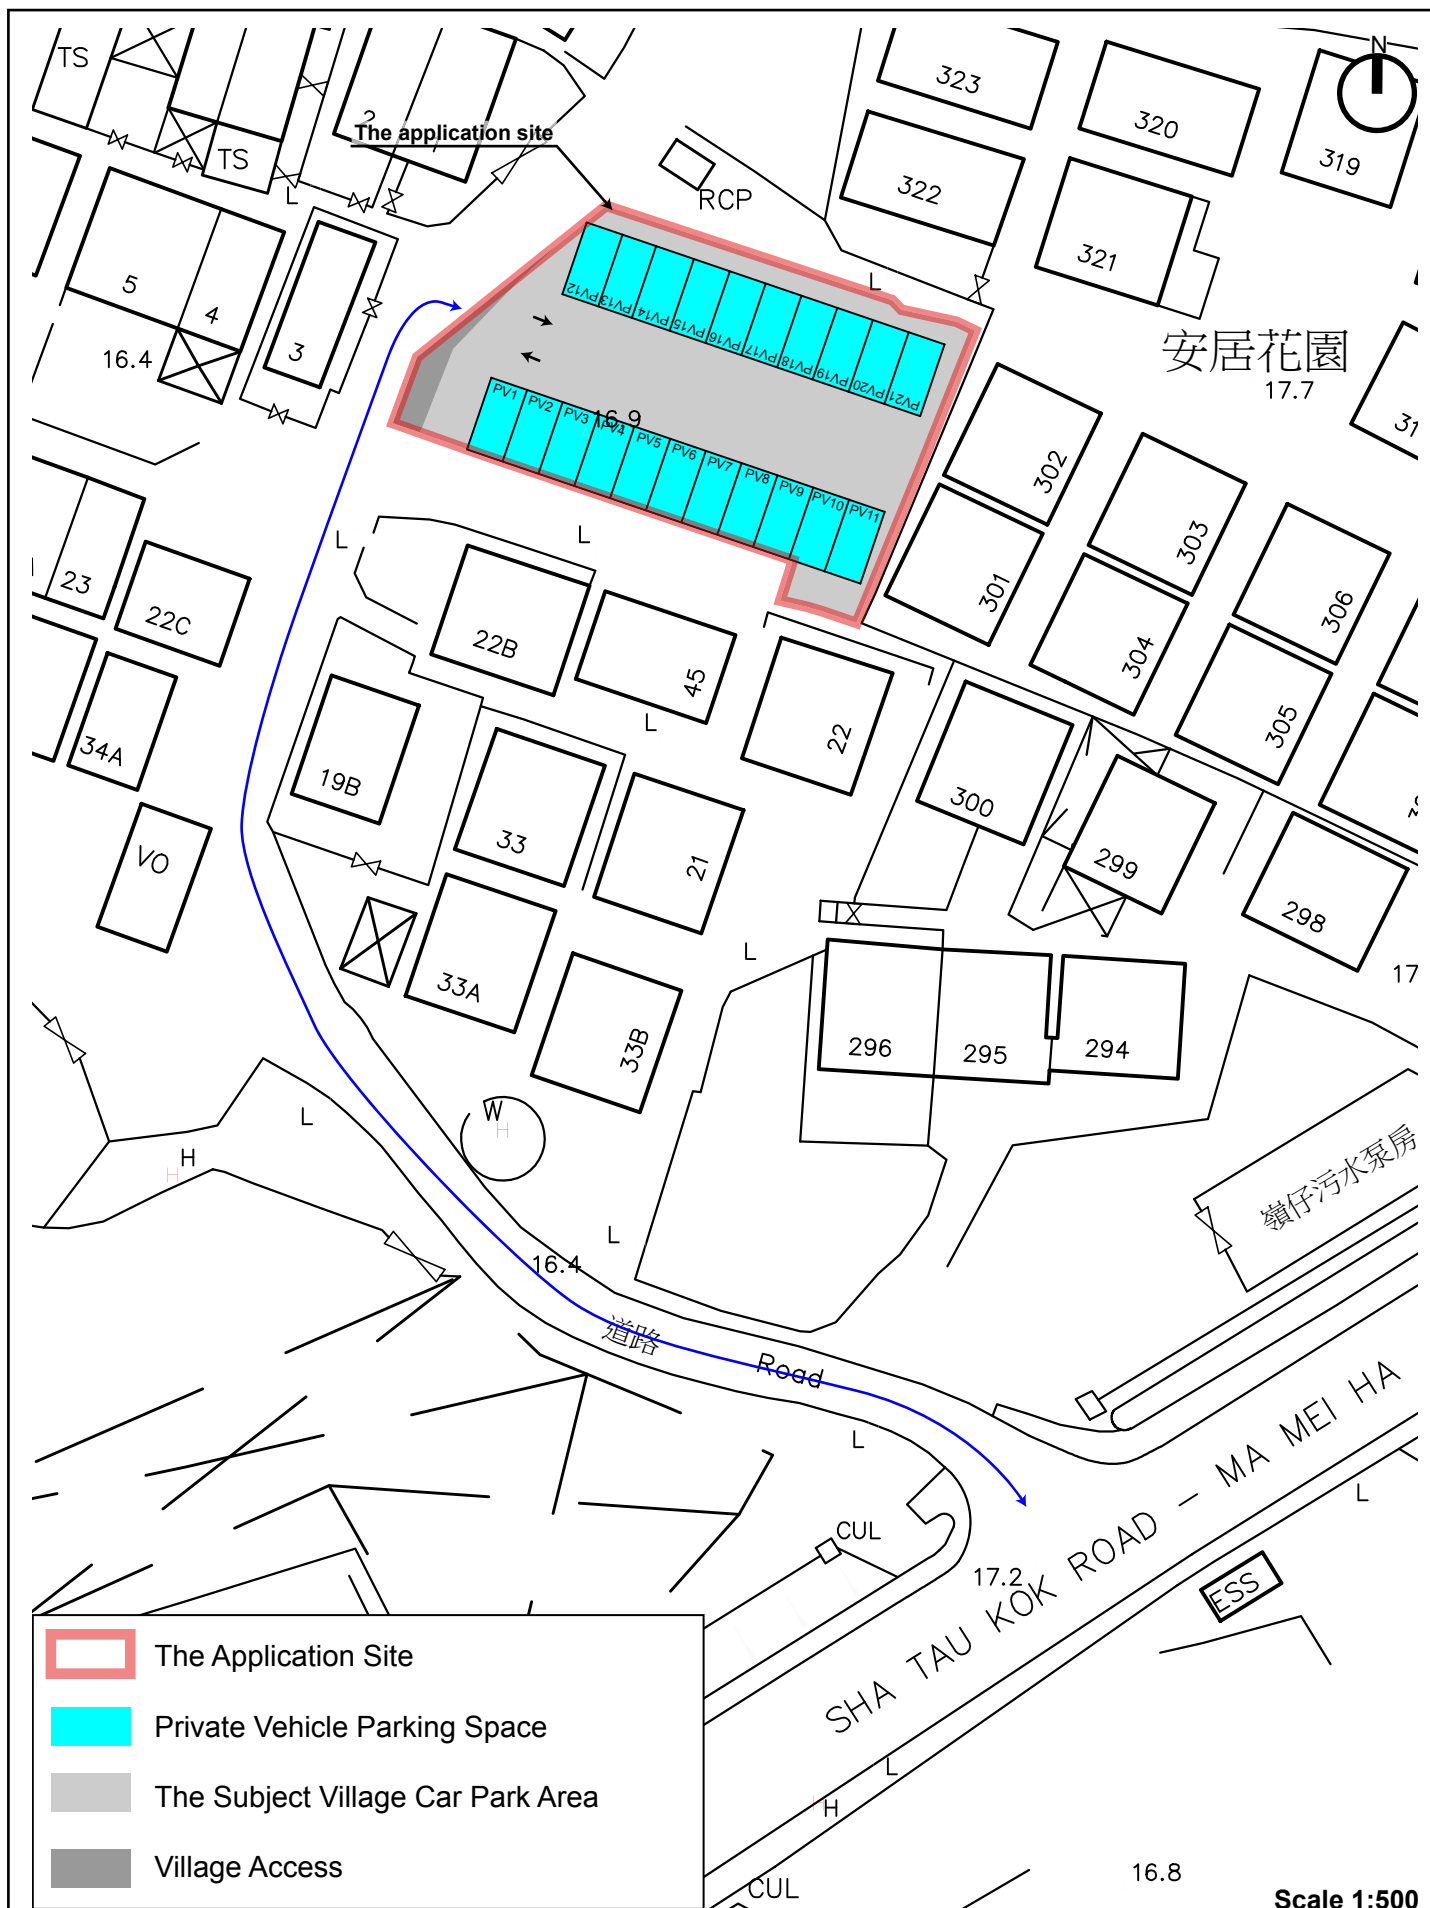 TS
2
323
N
320
319
The application site
TS
RCP
322
321
L
L
5
4
3
16.4
PV12
PV13
PV14
PV15
PV16
PV17
PV18
PV19
PV20
PV21
安居花園
17.7
PV1
PV2
PV3
PV4
PV5
PV6
PV7
PV8
PV9
PV10
PV11
16.9
302
303
301
306
304
305
L
L
23
22C
22B
45
L
22
34A
19B
33
21
300
299
298
VO
33A
33B
L
296
295
294
17
W
H
L
H
H
嶺仔污水泵房
L
16.4
道路
Road
L
CUL
17.2
SHA TAU KOK ROAD – MA MEI HA
L
ESS
L
H
CUL
16.8
The Application Site
Private Vehicle Parking Space
The Subject Village Car Park Area
Village Access
Scale 1:500